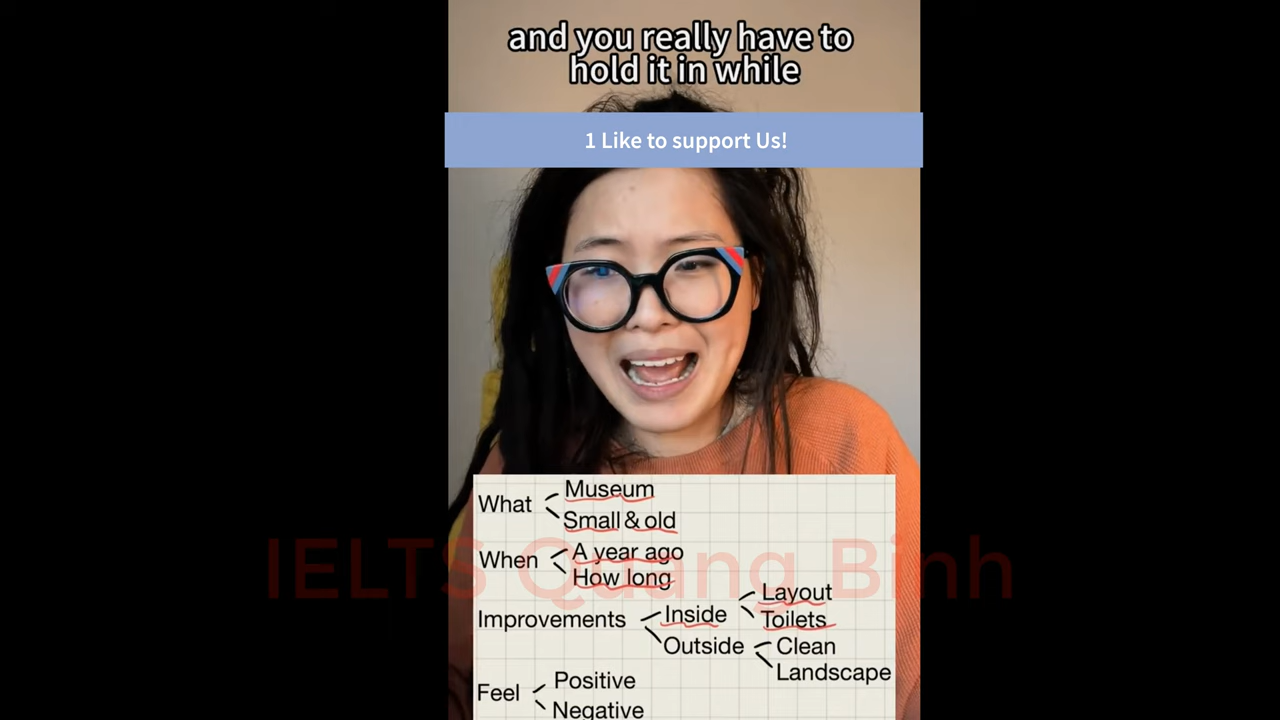 and you really have to
hold it in while
1 Like to support Us!
What
Museum
Small & old
When
A year ago
How long
Improvements
Inside
Layout
Toilets
Outside
Clean
Landscape
Feel
Positive
Negative
IELTS Quang Binh